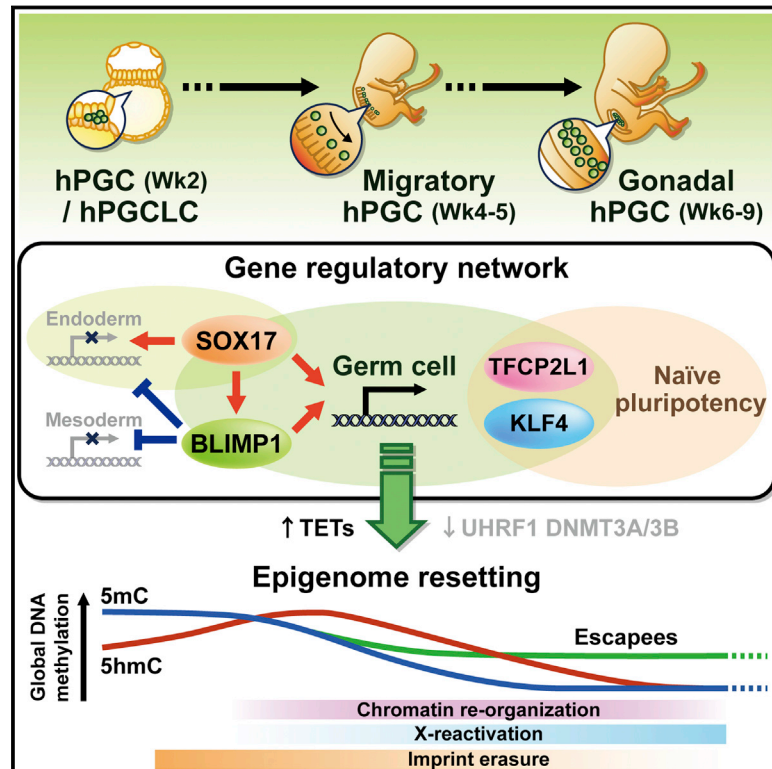 hPGC (Wk2)
/ hPGCLC
Migratory
hPGC (Wk4-5)
Gonadal
hPGC (Wk6-9)
Gene regulatory network
Endoderm
SOX17
Germ cell
TFCP2L1
Naïve
pluripotency
Mesoderm
BLIMP1
KLF4
↑ TETs
↓ UHRF1 DNMT3A/3B
Epigenome resetting
Global DNA
methylation
5mC
5hmC
Escapees
Chromatin re-organization
X-reactivation
Imprint erasure